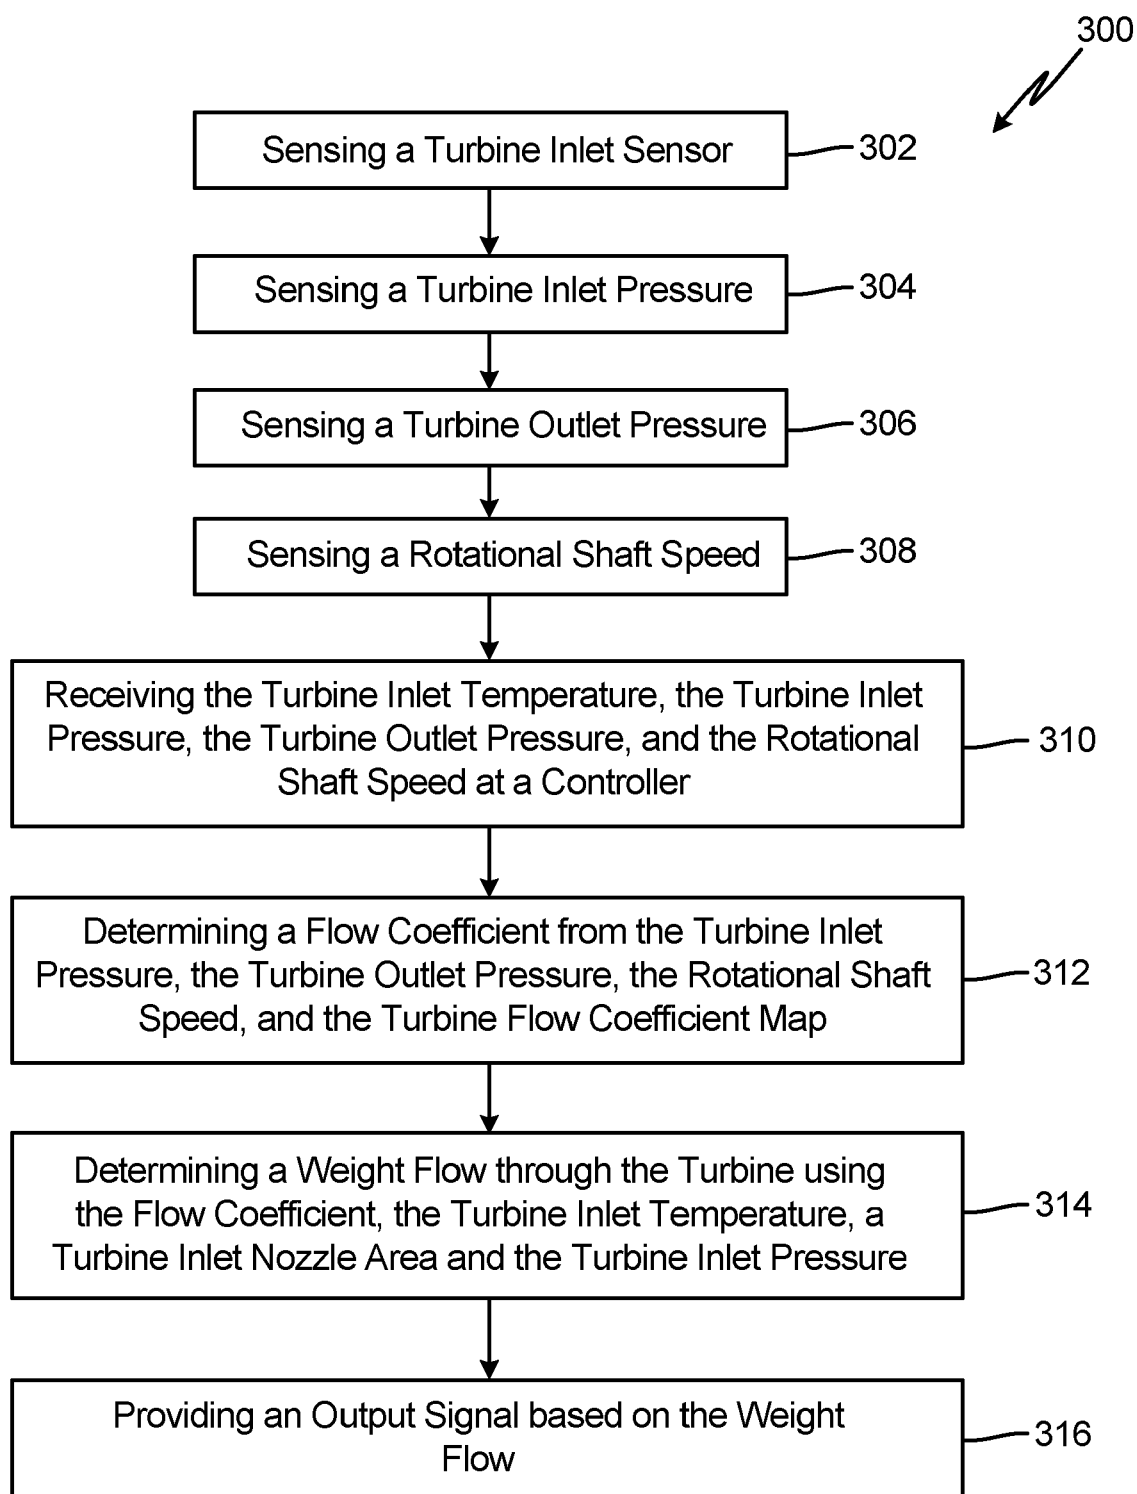 300
Sensing a Turbine Inlet Sensor
302
Sensing a Turbine Inlet Pressure
304
Sensing a Turbine Outlet Pressure
306
Sensing a Rotational Shaft Speed
308
Receiving the Turbine Inlet Temperature, the Turbine Inlet
Pressure, the Turbine Outlet Pressure, and the Rotational
Shaft Speed at a Controller
310
Determining a Flow Coefficient from the Turbine Inlet
Pressure, the Turbine Outlet Pressure, the Rotational Shaft
Speed, and the Turbine Flow Coefficient Map
312
Determining a Weight Flow through the Turbine using
the Flow Coefficient, the Turbine Inlet Temperature, a
Turbine Inlet Nozzle Area and the Turbine Inlet Pressure
314
Providing an Output Signal based on the Weight
Flow
316